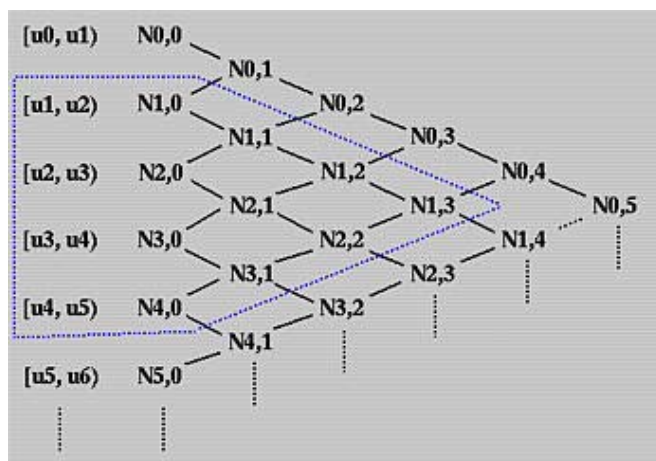 [u0, u1) N0,0
N0,1
[u1, u2) N1,0 N0,2
N1,1 N0,3
[u2, u3) N2,0 N1,2 N0,4
N2,1 N1,3 N0,5
[u3, u4) N3,0 N2,2 N1,4
N3,1 N2,3
[u4, u5) N4,0 N3,2
N4,1
[u5, u6) N5,0